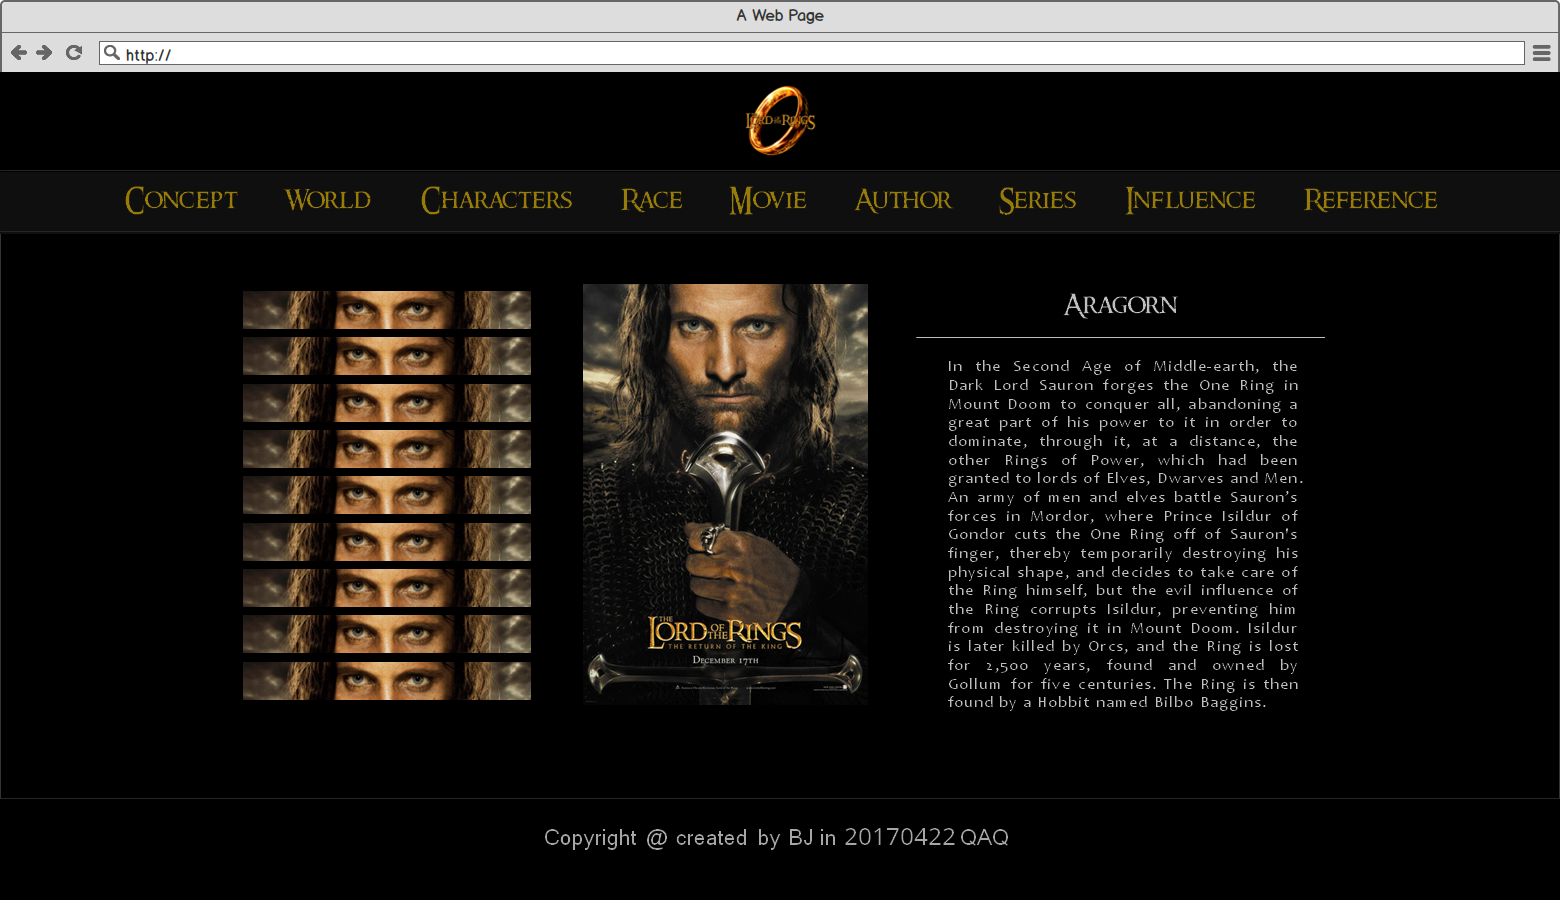 A Web Page
http://
THE LORD OF THE RINGS
CONCEPT WORLD CHARACTERS RACE MOVIE AUTHOR SERIES INFLUENCE REFERENCE
ARAGORN
In the Second Age of Middle-earth, the
Dark Lord Sauron forges the One Ring in
Mount Doom to conquer all, abandoning a
great part of his power to it in order to
dominate, through it, at a distance, the
other Rings of Power, which had been
granted to lords of Elves, Dwarves and Men.
An army of men and elves battle Sauron’s
forces in Mordor, where Prince Isildur of
Gondor cuts the One Ring off of Sauron's
finger, thereby temporarily destroying his
physical shape, and decides to take care of
the Ring himself, but the evil influence of
the Ring corrupts Isildur, preventing him
from destroying it in Mount Doom. Isildur
is later killed by Orcs, and the Ring is lost
for 2,500 years, found and owned by
Gollum for five centuries. The Ring is then
found by a Hobbit named Bilbo Baggins.
THE
LORD OF THE RINGS
THE RETURN OF THE KING
DECEMBER 17TH
Copyright @ created by BJ in 20170422 QAQ